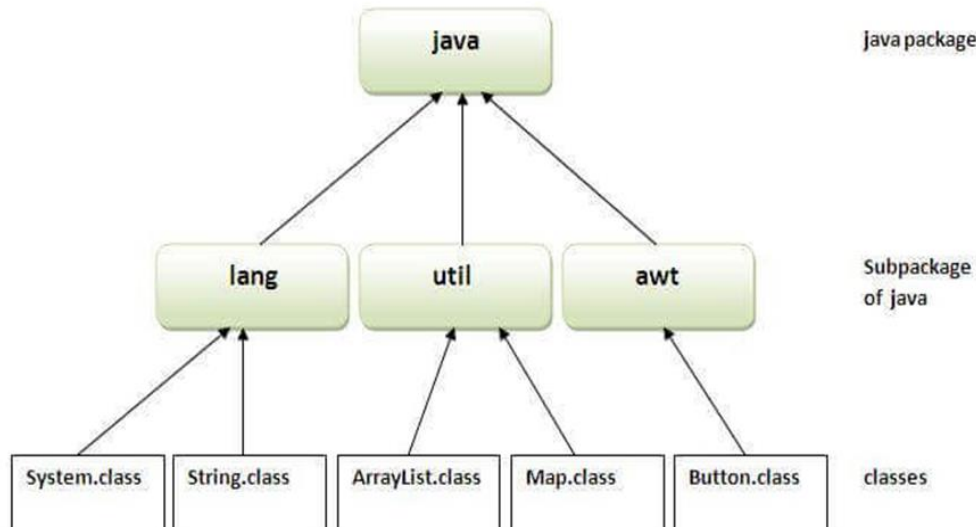 java
java package
lang
util
awt
Subpackage
of java
System.class
String.class
ArrayList.class
Map.class
Button.class
classes